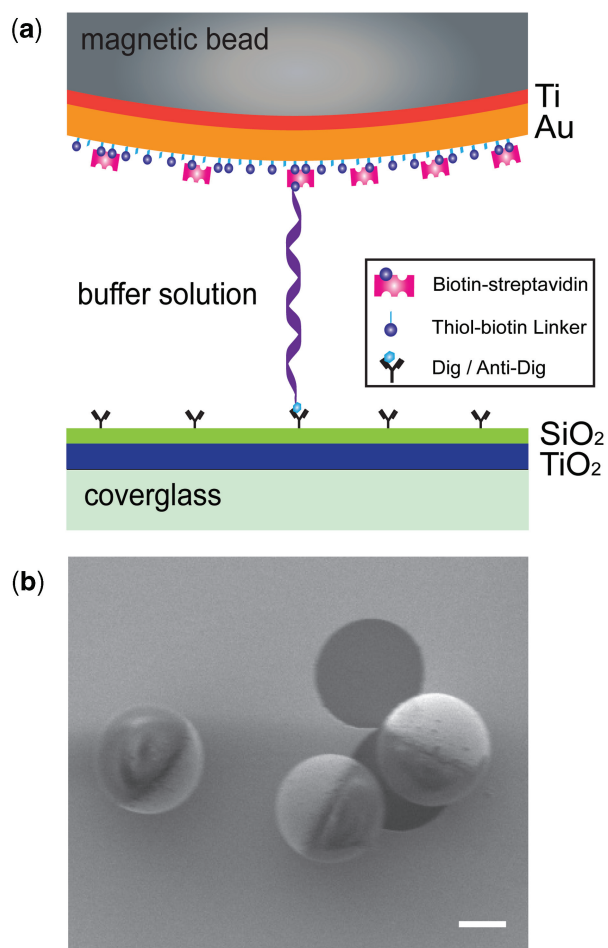 (a)
magnetic bead
Ti
Au
buffer solution
Biotin-streptavidin
Thiol-biotin Linker
Dig / Anti-Dig
SiO₂
TiO₂
coverglass
(b)